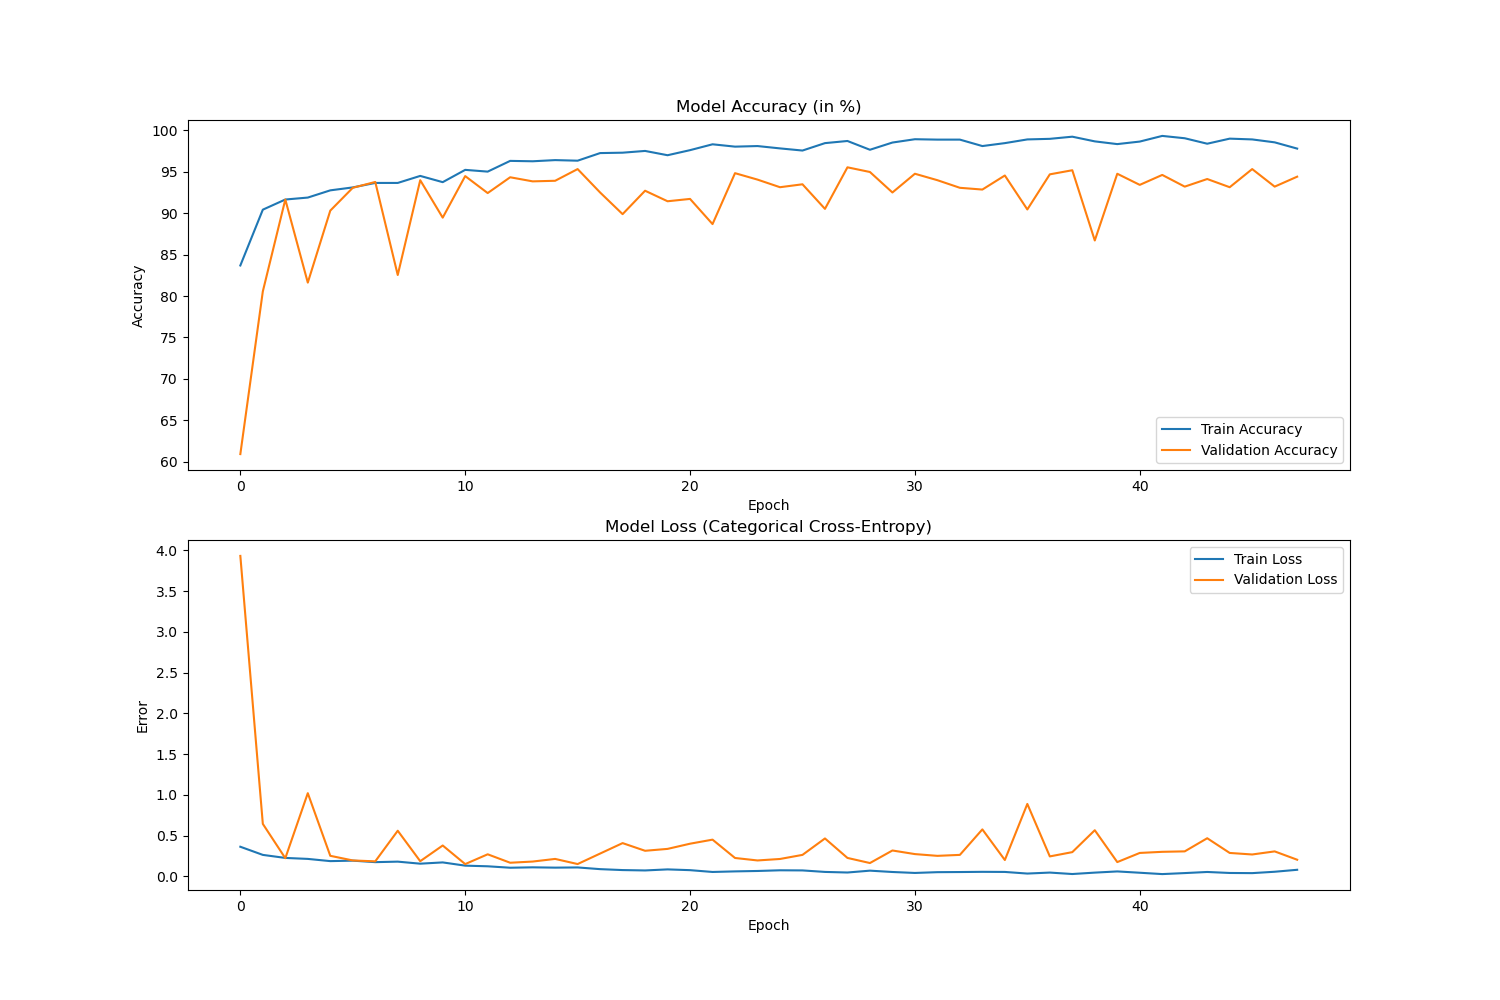 Model Accuracy (in %)
100
95
90
85
80
75
70
65
60
Accuracy
Train Accuracy
Validation Accuracy
0 10 20 30 40
Epoch
Model Loss (Categorical Cross-Entropy)
4.0
3.5
3.0
2.5
2.0
1.5
1.0
0.5
0.0
Error
Train Loss
Validation Loss
0 10 20 30 40
Epoch